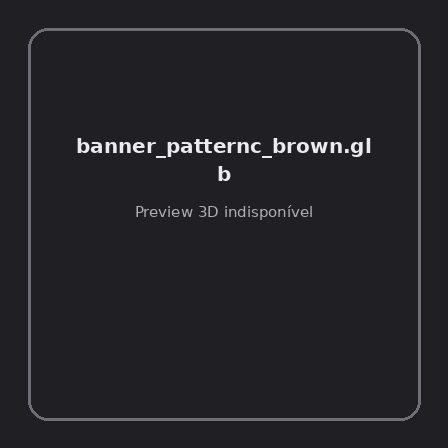 banner_patternc_brown.gl
b
Preview 3D indisponível